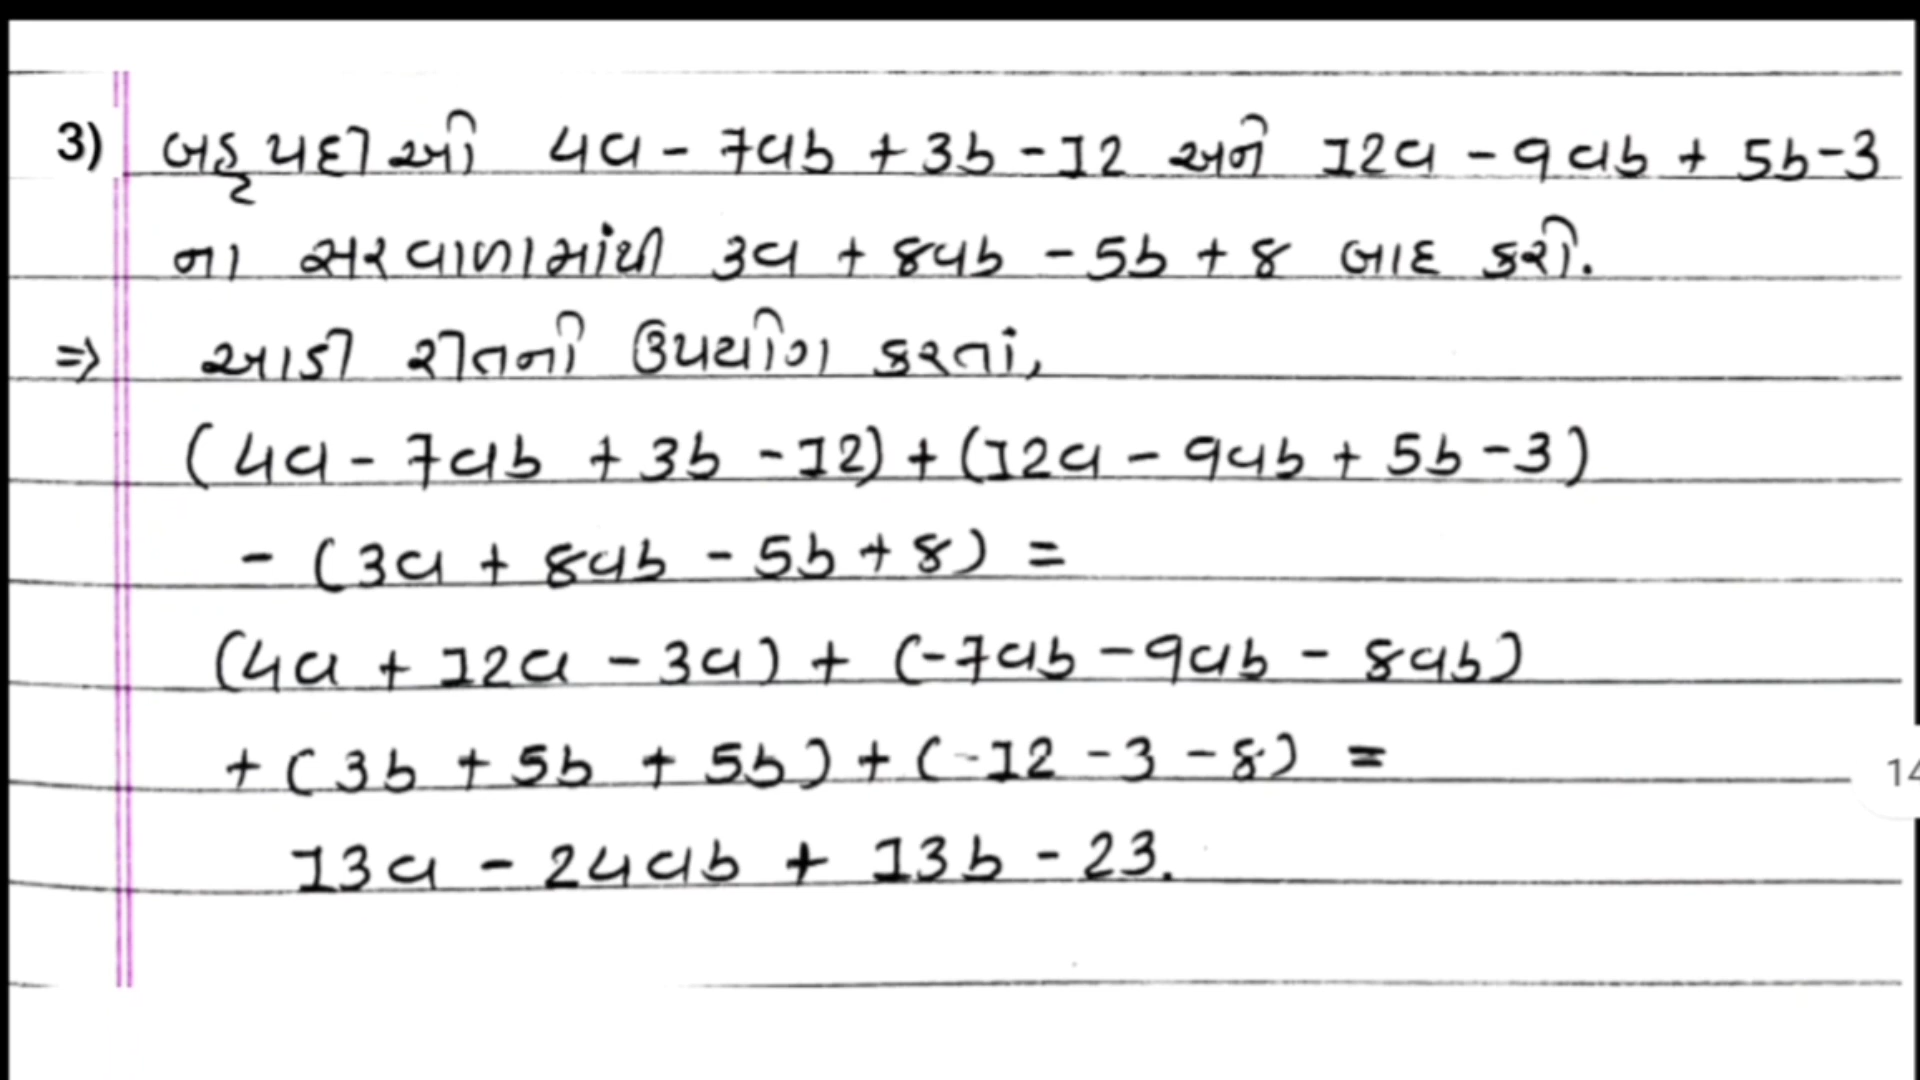 3) બહુપદીઓ 4a - 7ab + 3b - 12 અને 12a - 9ab + 5b - 3
ના સરવાળામાંથી 3a + 8ab - 5b + 8 બાદ કરો.
⇒ આડી રીતનો ઉપયોગ કરતાં,
(4a - 7ab + 3b - 12) + (12a - 9ab + 5b - 3)
- (3a + 8ab - 5b + 8) =
(4a + 12a - 3a) + (-7ab - 9ab - 8ab)
+ (3b + 5b + 5b) + (-12 - 3 - 8) =
14
13a - 24ab + 13b - 23.